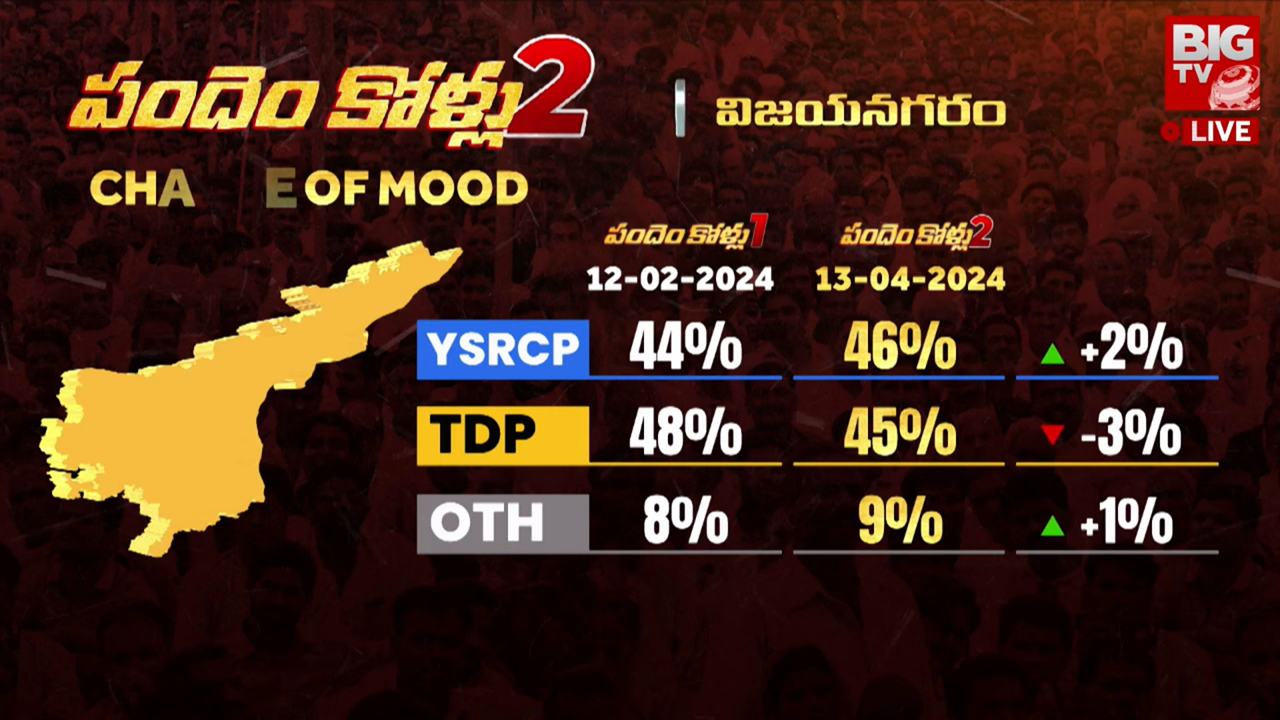 పందెం కోళ్లు 2
విజయనగరం
BIG
TV
LIVE
CHA E OF MOOD
పందెం కోళ్లు 1 పందెం కోళ్లు 2
12-02-2024 13-04-2024
YSRCP 44% 46% +2%
TDP 48% 45% -3%
OTH 8% 9% +1%